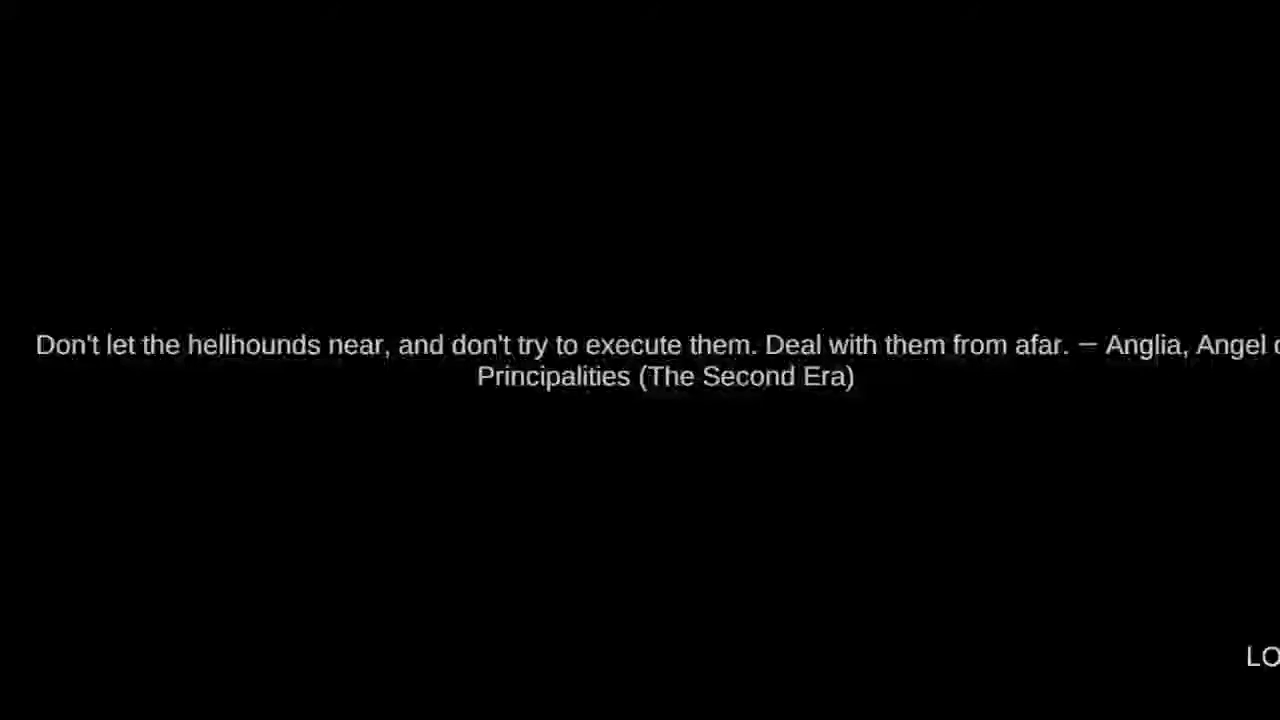 Don't let the hellhounds near, and don't try to execute them. Deal with them from afar. — Anglia, Angel
Principalities (The Second Era)
LO